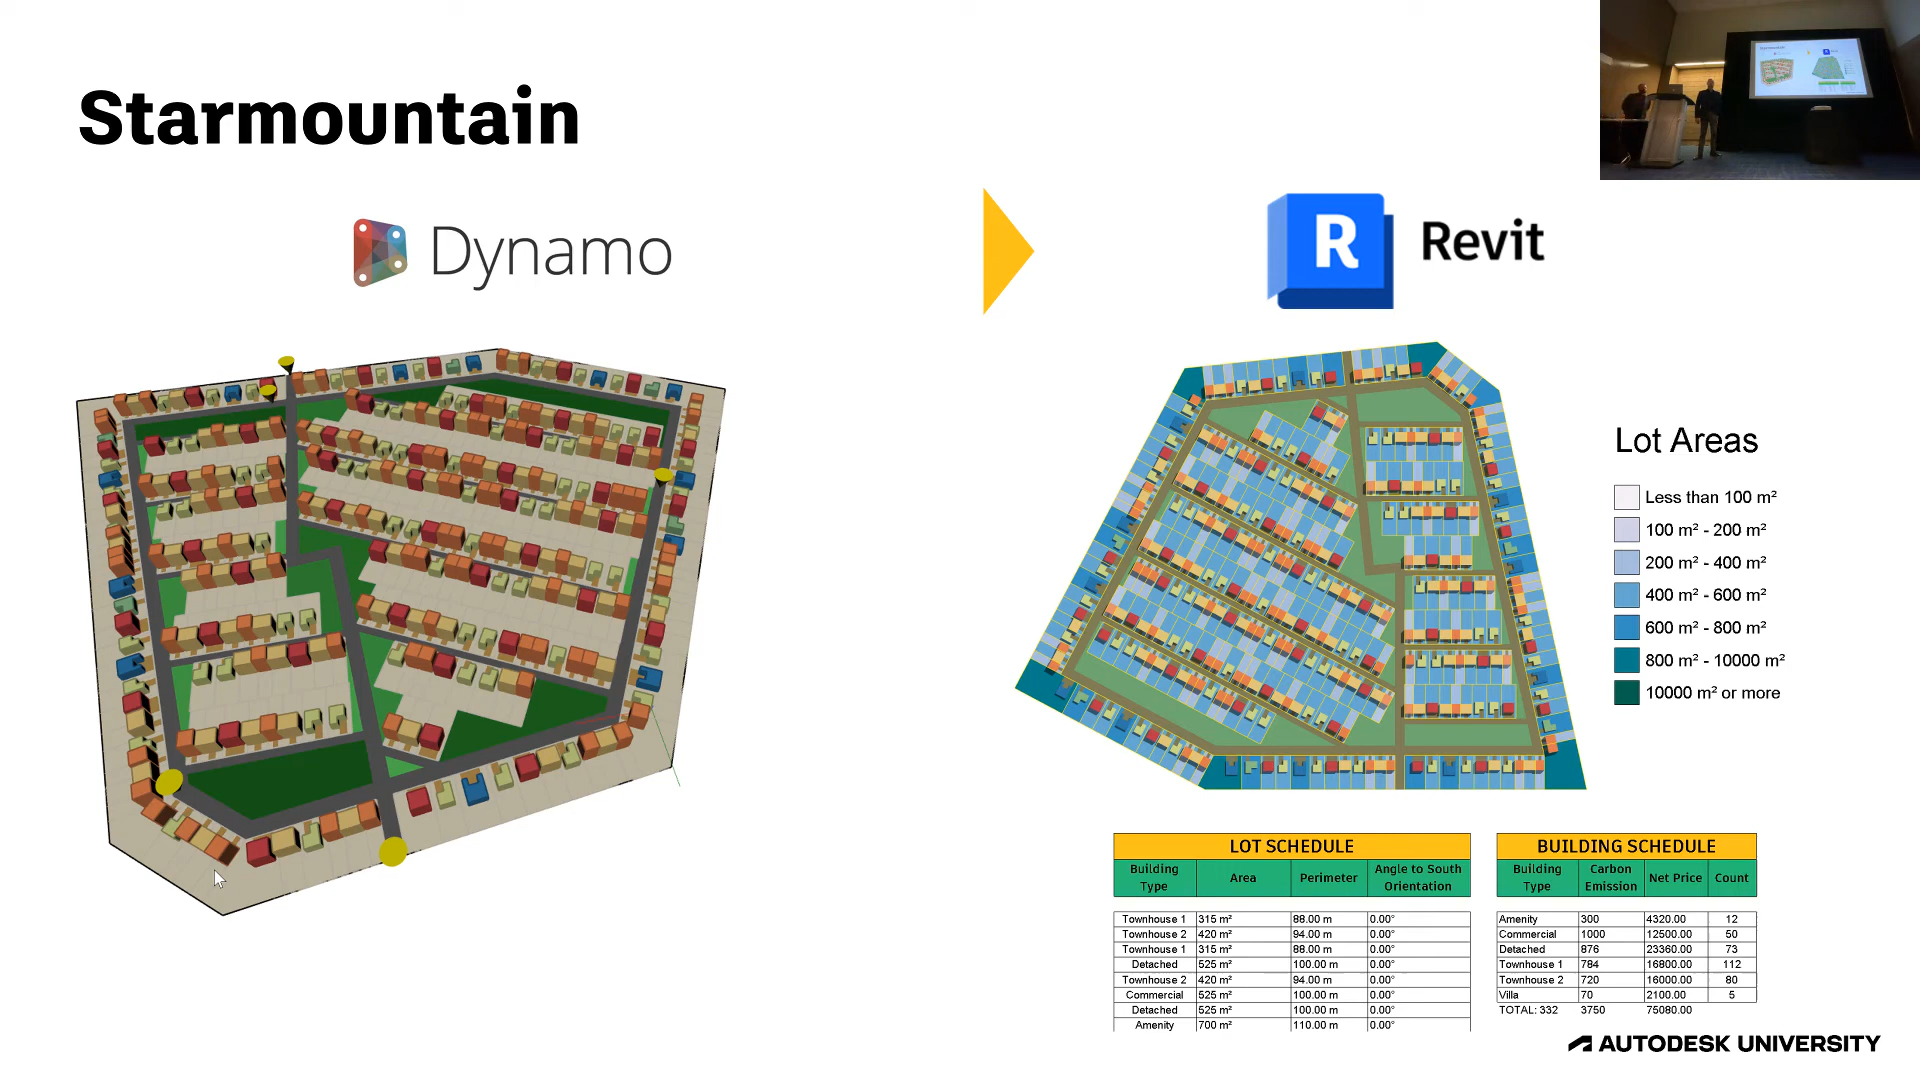 Starmountain
Dynamo
R Revit
Lot Areas
Less than 100 m²
100 m² - 200 m²
200 m² - 400 m²
400 m² - 600 m²
600 m² - 800 m²
800 m² - 10000 m²
10000 m² or more
LOT SCHEDULE
Building Type Area Perimeter Angle to South Orientation
Townhouse 1 315 m² 88.00 m 0.00°
Townhouse 2 420 m² 94.00 m 0.00°
Townhouse 1 315 m² 88.00 m 0.00°
Detached 525 m² 100.00 m 0.00°
Townhouse 2 420 m² 94.00 m 0.00°
Commercial 525 m² 100.00 m 0.00°
Detached 525 m² 100.00 m 0.00°
Amenity 700 m² 110.00 m 0.00°
BUILDING SCHEDULE
Building Type Carbon Emission Net Price Count
Amenity 300 4320.00 12
Commercial 1000 12500.00 50
Detached 876 23360.00 73
Townhouse 1 784 16800.00 112
Townhouse 2 720 16000.00 80
Villa 70 2100.00 5
TOTAL: 332 3750 75080.00
AUTODESK UNIVERSITY